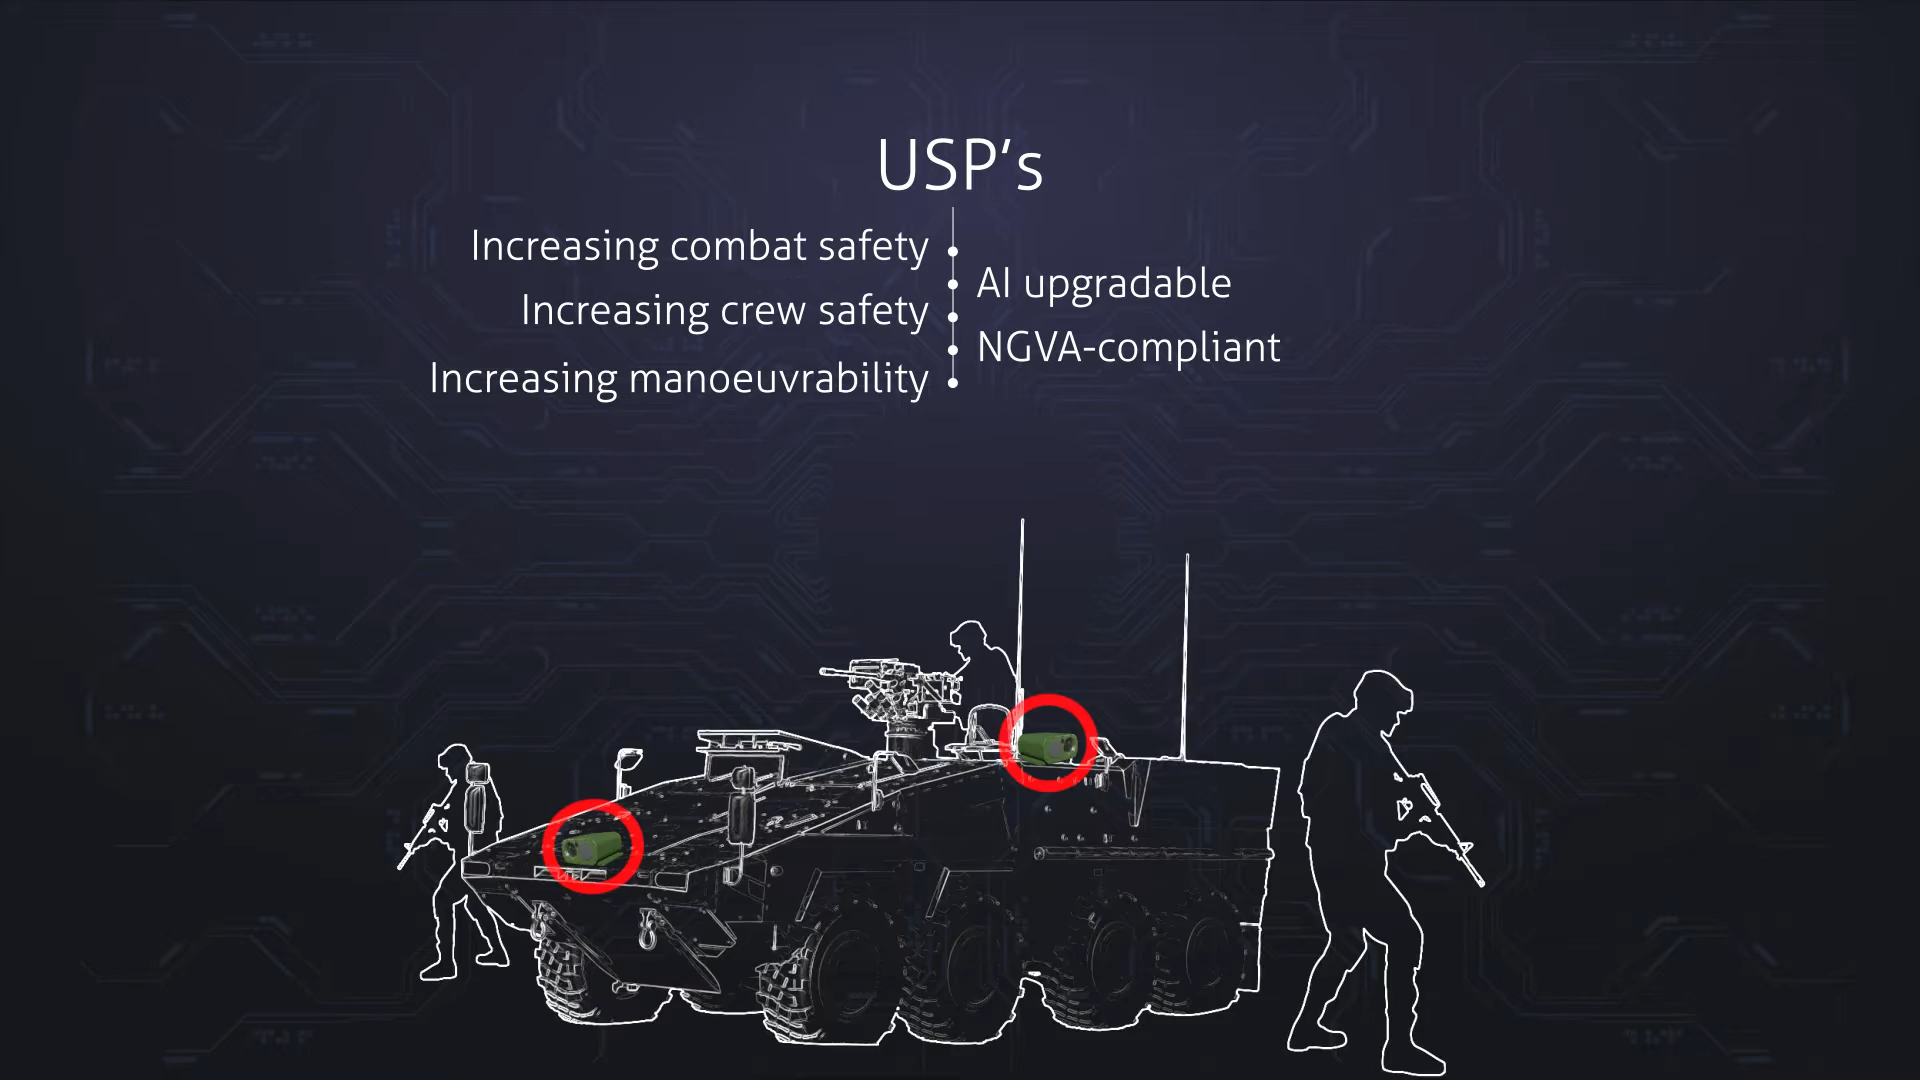 USP's
Increasing combat safety
AI upgradable
Increasing crew safety
NGVA-compliant
Increasing manoeuvrability